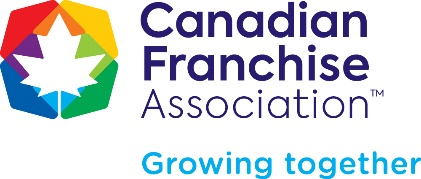 Canadian
Franchise
Association™
Growing together